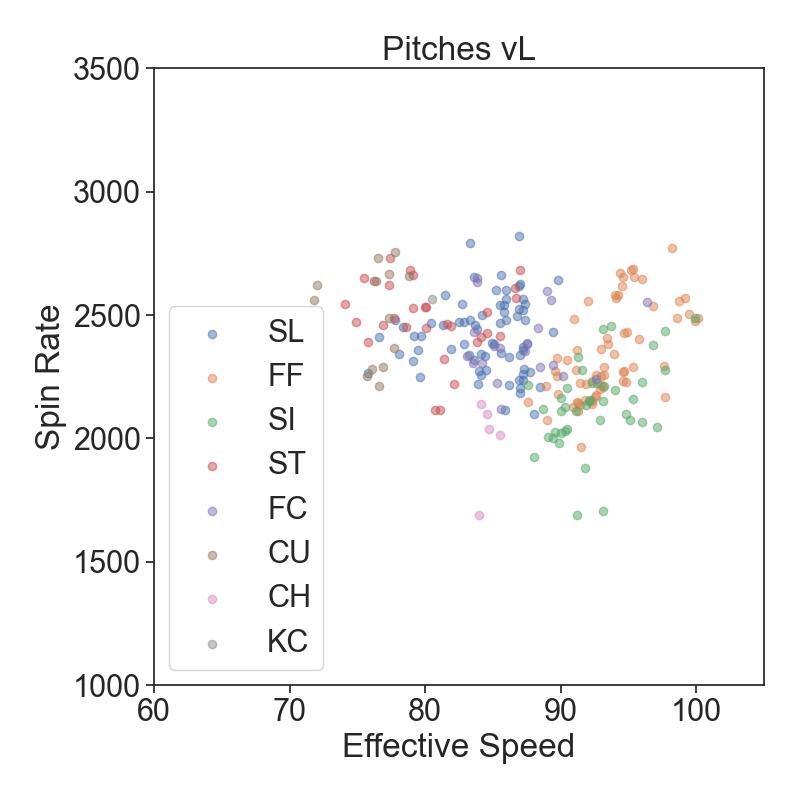 Pitches vL
3500
3000
2500
2000
1500
1000
Spin Rate
SL
FF
SI
ST
FC
CU
CH
KC
60 70 80 90 100
Effective Speed